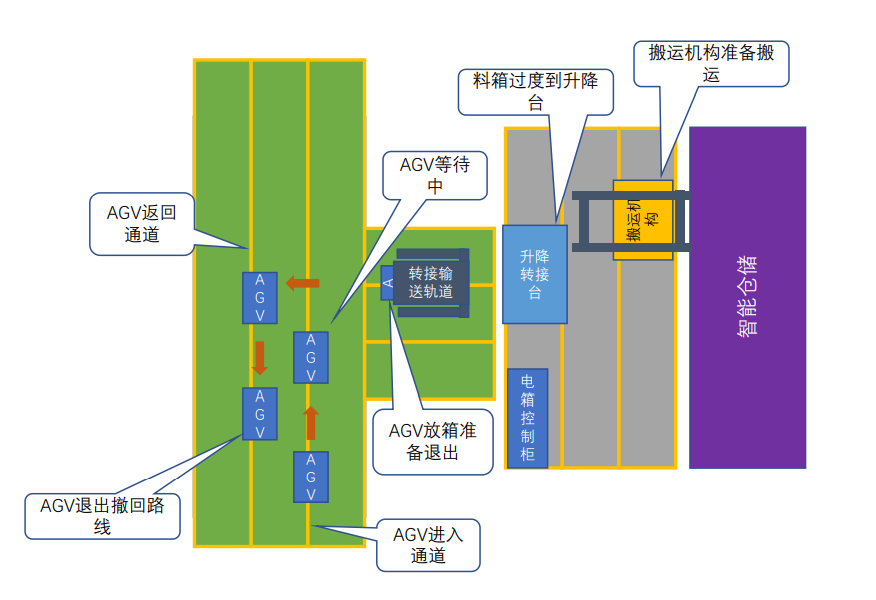 搬运机构准备搬
运
料箱过度到升降
台
AGV等待
中
AGV返回
通道
搬运机
构
升降
转接
台
转接输
送轨道
A
A
G
V
A
G
V
A
G
V
A
G
V
智能仓储
电
箱
控
制
柜
AGV放箱准
备退出
AGV退出撤回路
线
AGV进入
通道